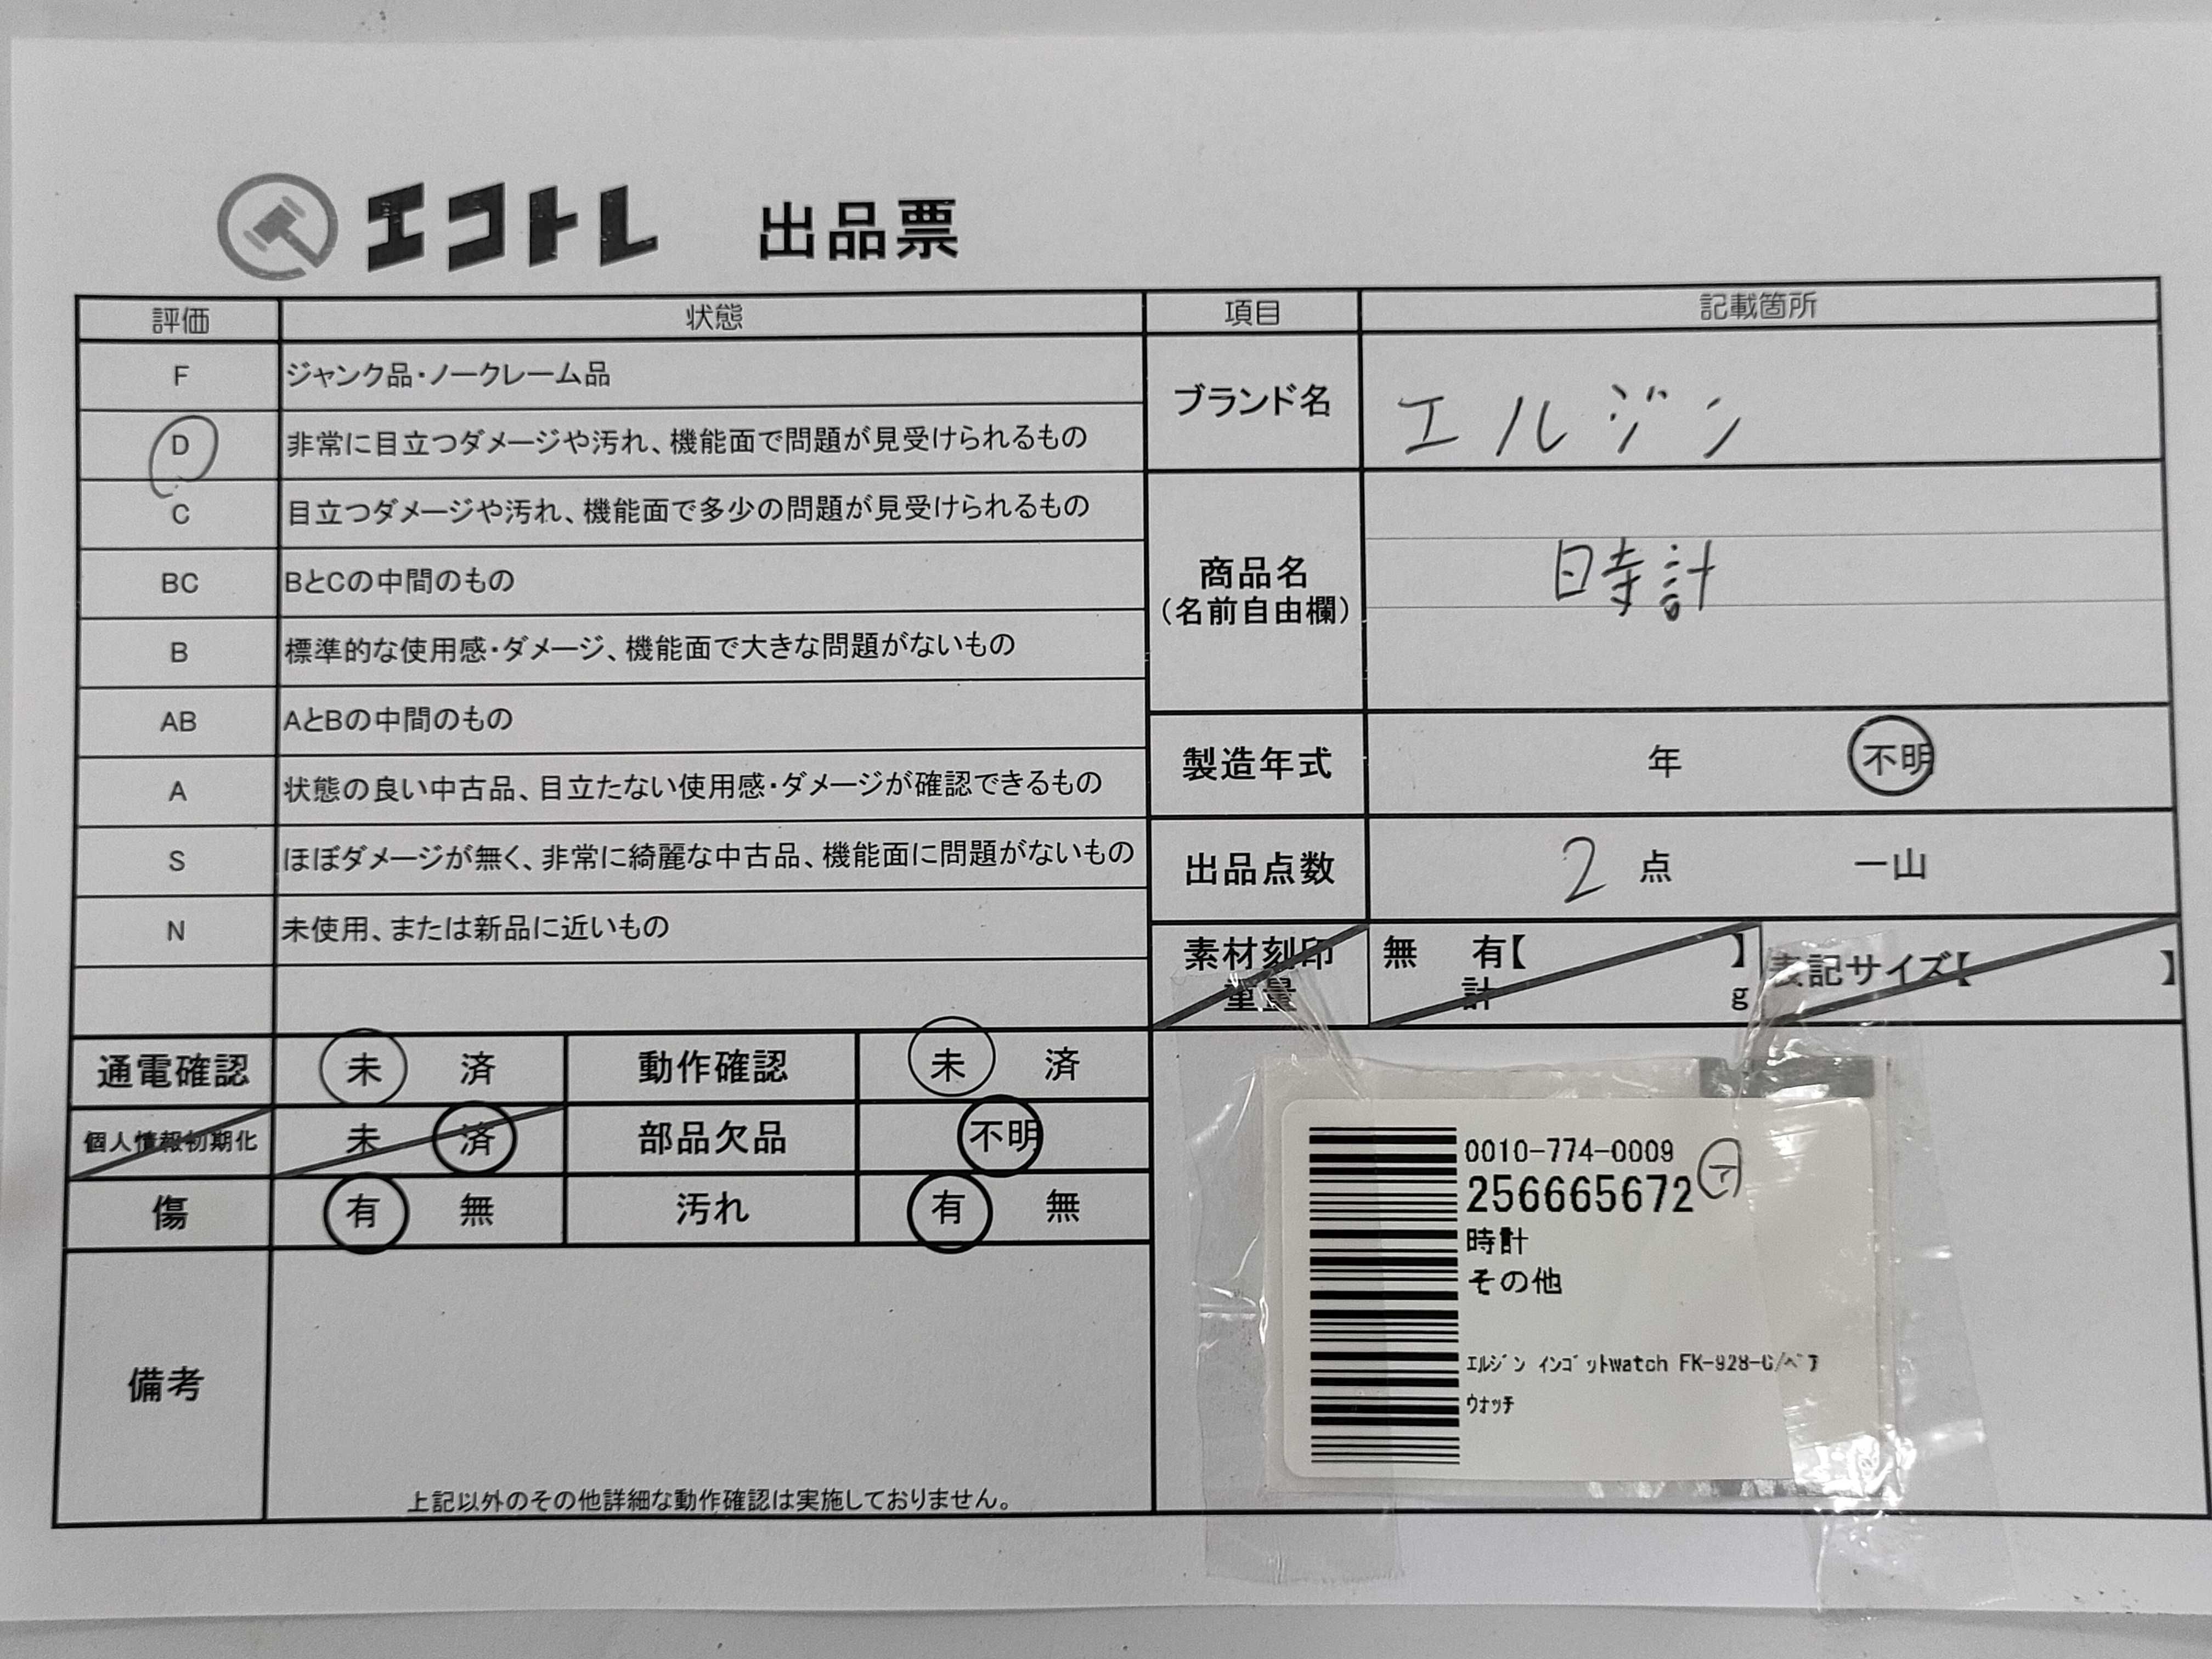 エコトレ 出品票
評価 状態 項目 記載箇所
F ジャンク品・ノークレーム品
D 非常に目立つダメージや汚れ、機能面で問題が見受けられるもの
C 目立つダメージや汚れ、機能面で多少の問題が見受けられるもの
BC BとCの中間のもの
B 標準的な使用感・ダメージ、機能面で大きな問題がないもの
AB AとBの中間のもの
A 状態の良い中古品、目立たない使用感・ダメージが確認できるもの
S ほぼダメージが無く、非常に綺麗な中古品、機能面に問題がないもの
N 未使用、または新品に近いもの
ブランド名 エルジン
商品名
(名前自由欄)
時計
製造年式 年 不明
出品点数 2 点 一山
素材刻印 無 有【 】 表記サイズ【 】
重量 計 g
通電確認 未 済 動作確認 未 済
個人情報初期化 未 済 部品欠品 不明
傷 有 無 汚れ 有 無
備考
上記以外のその他詳細な動作確認は実施しておりません。
0010-774-0009
256665672 ア
時計
その他
ｴﾙｼﾞﾝ ｲﾝｺﾞｯﾄwatch FK-928-C/ﾍﾟｱ
ｳｵｯﾁ